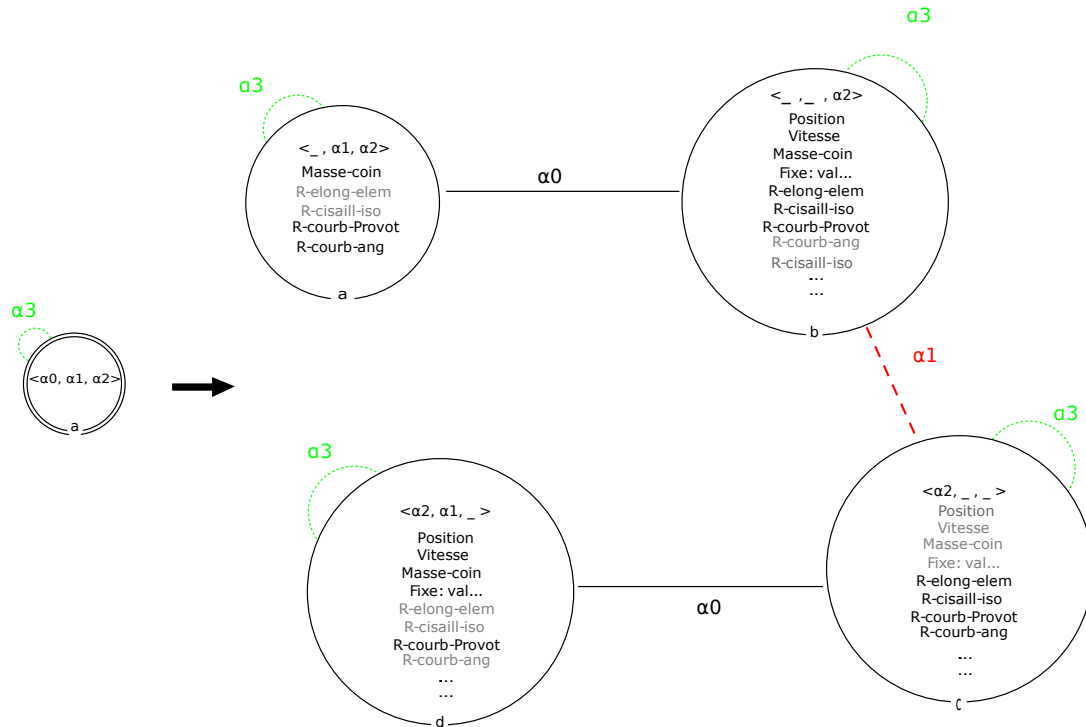 α3
<α0, α1, α2>
a
α3
<_ , α1, α2>
Masse-coin
R-elong-elem
R-cisaill-iso
R-courb-Provot
R-courb-ang
a
α0
α3
<_ ,_ , α2>
Position
Vitesse
Masse-coin
Fixe: val...
R-elong-elem
R-cisaill-iso
R-courb-Provot
R-courb-ang
R-cisaill-iso
...
...
b
α1
α3
<α2, α1, _ >
Position
Vitesse
Masse-coin
Fixe: val...
R-elong-elem
R-cisaill-iso
R-courb-Provot
R-courb-ang
...
...
d
α0
α3
<α2, _ , _ >
Position
Vitesse
Masse-coin
Fixe: val...
R-elong-elem
R-cisaill-iso
R-courb-Provot
R-courb-ang
...
...
c